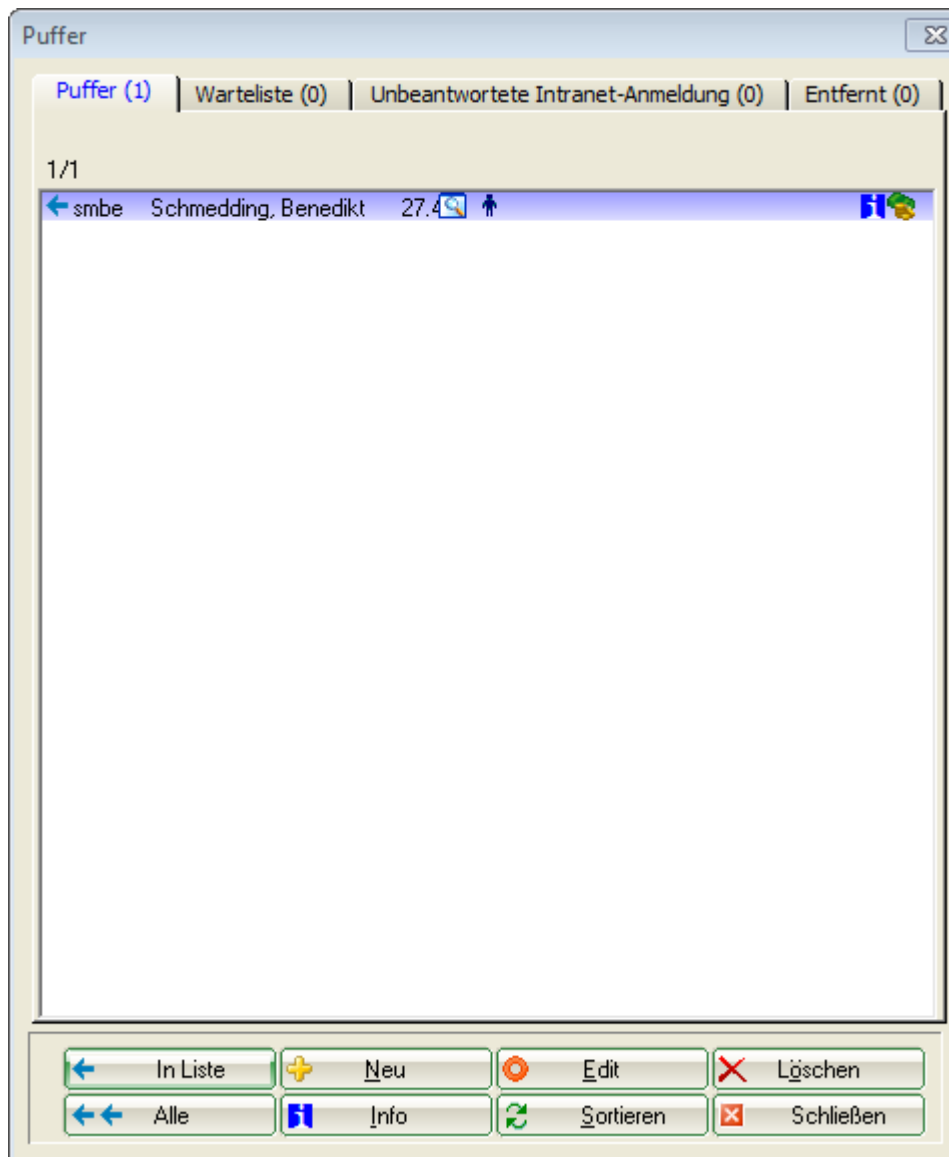 Puffer
Puffer (1) Warteliste (0) Unbeantwortete Intranet-Anmeldung (0) Entfernt (0)
1/1
smbe Schmedding, Benedikt 27.4
In Liste Neu Edit Löschen
Alle Info Sortieren Schließen